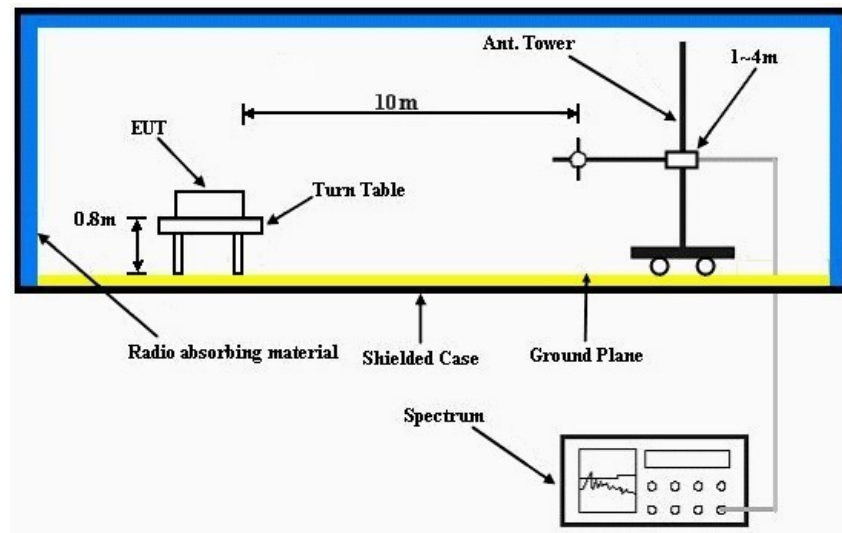 Ant. Tower
1~4m
10m
EUT
Turn Table
0.8m
Radio absorbing material
Shielded Case
Ground Plane
Spectrum